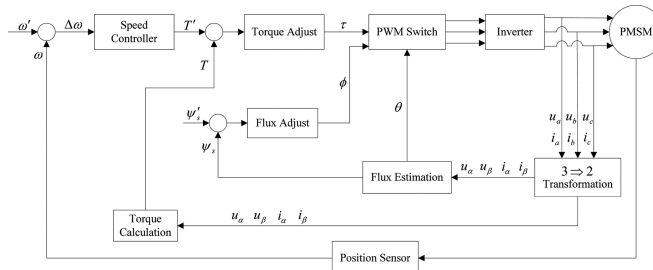 ω′
Δω
ω
Speed
Controller
T′
T
Torque Adjust
τ
PWM Switch
Inverter
PMSM
ψ′s
ψs
Flux Adjust
ϕ
θ
ua ub uc
ia ib ic
Flux Estimation
uα uβ iα iβ
3⇒2
Transformation
Torque
Calculation
uα uβ iα iβ
Position Sensor